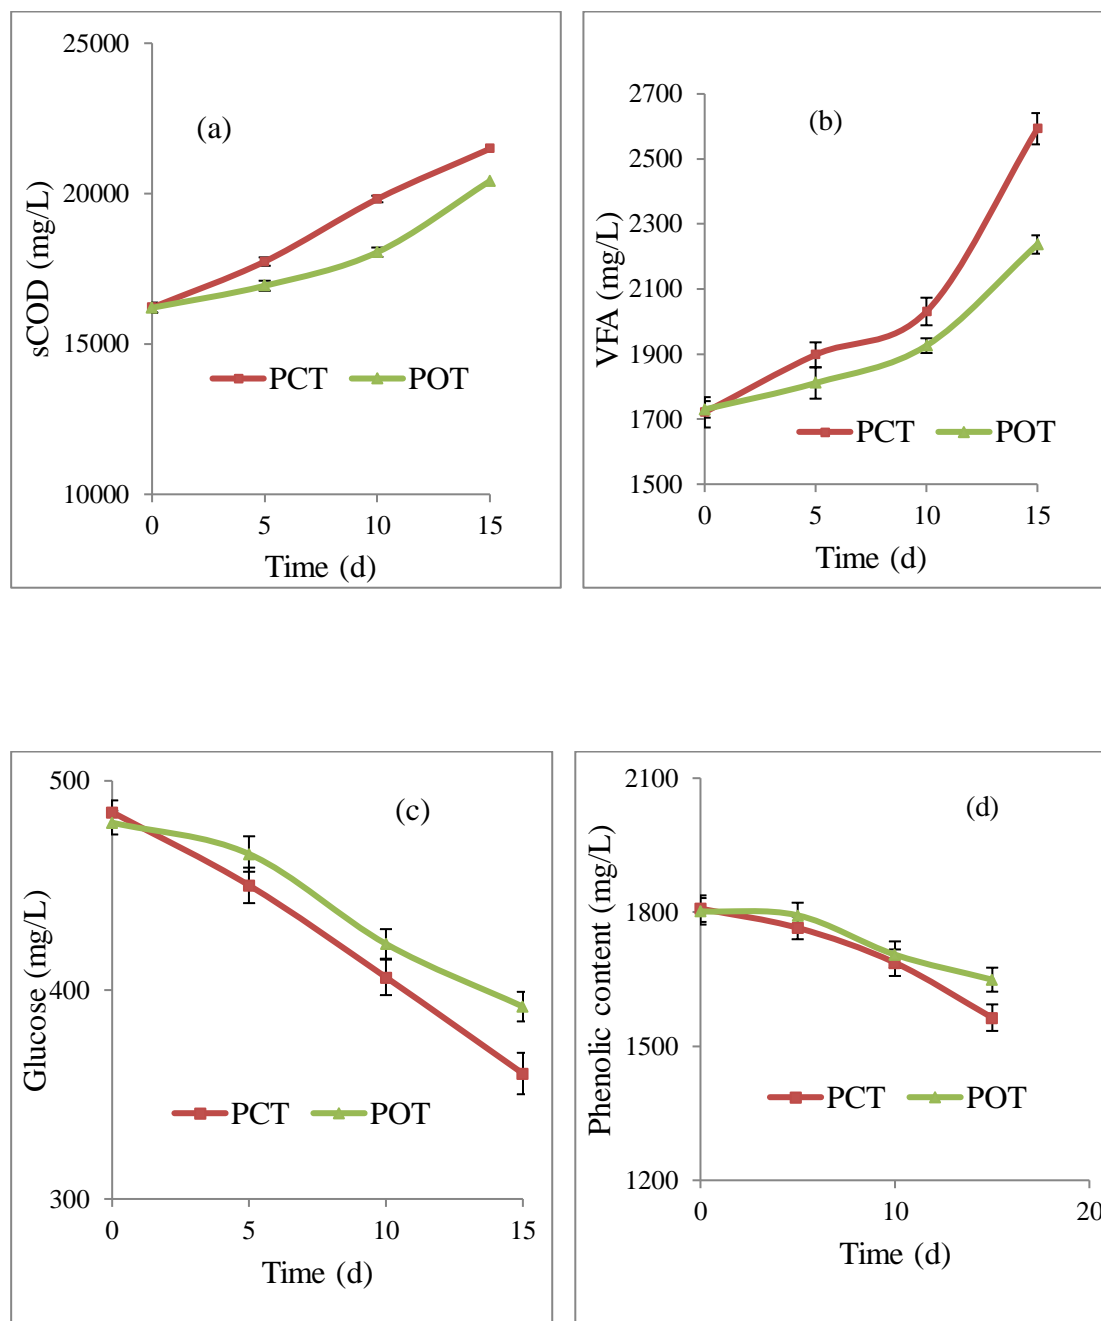 25000
20000
15000
10000
sCOD (mg/L)
(a)
PCT
POT
0 5 10 15
Time (d)
2700
2500
2300
2100
1900
1700
1500
VFA (mg/L)
(b)
PCT
POT
0 5 10 15
Time (d)
500
400
300
Glucose (mg/L)
(c)
PCT
POT
0 5 10 15
Time (d)
2100
1800
1500
1200
Phenolic content (mg/L)
(d)
PCT
POT
0 10 20
Time (d)